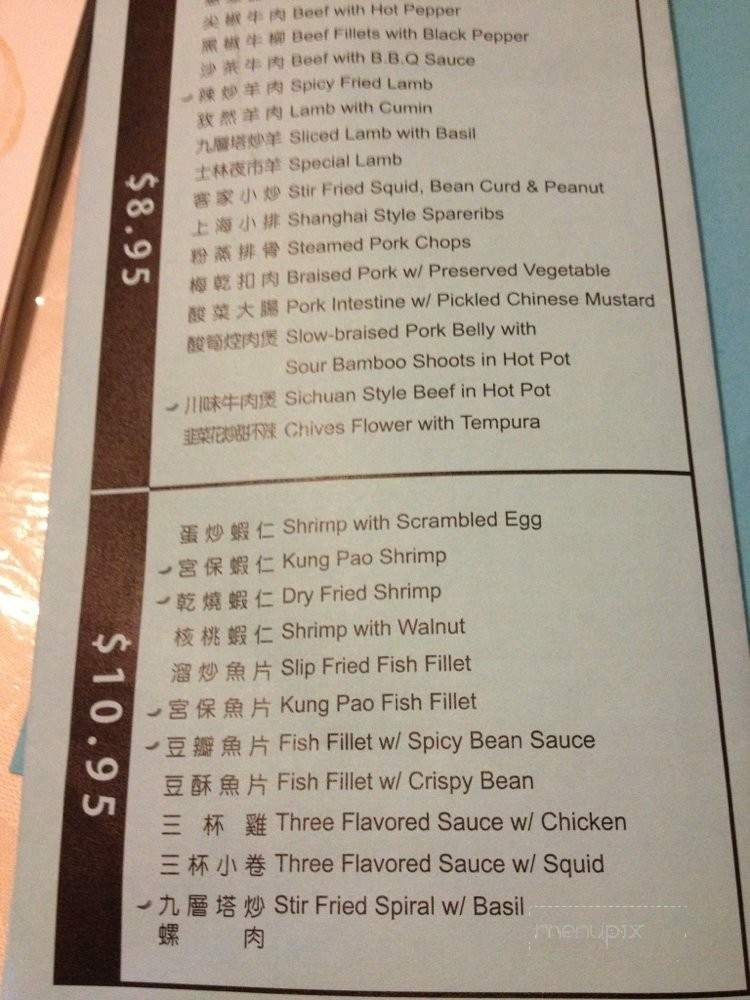 尖椒牛肉 Beef with Hot Pepper
黑椒牛柳 Beef Fillets with Black Pepper
沙茶牛肉 Beef with B.B.Q Sauce
辣炒羊肉 Spicy Fried Lamb
孜然羊肉 Lamb with Cumin
九層塔炒羊 Sliced Lamb with Basil
士林夜市羊 Special Lamb
$8.95
客家小炒 Stir Fried Squid, Bean Curd & Peanut
上海小排 Shanghai Style Spareribs
粉蒸排骨 Steamed Pork Chops
梅乾扣肉 Braised Pork w/ Preserved Vegetable
酸菜大腸 Pork Intestine w/ Pickled Chinese Mustard
酸筍焢肉煲 Slow-braised Pork Belly with
Sour Bamboo Shoots in Hot Pot
川味牛肉煲 Sichuan Style Beef in Hot Pot
Chives Flower with Tempura
蛋炒蝦仁 Shrimp with Scrambled Egg
宮保蝦仁 Kung Pao Shrimp
乾燒蝦仁 Dry Fried Shrimp
核桃蝦仁 Shrimp with Walnut
溜炒魚片 Slip Fried Fish Fillet
$10.95
宮保魚片 Kung Pao Fish Fillet
豆瓣魚片 Fish Fillet w/ Spicy Bean Sauce
豆酥魚片 Fish Fillet w/ Crispy Bean
三杯雞 Three Flavored Sauce w/ Chicken
三杯小卷 Three Flavored Sauce w/ Squid
九層塔炒 Stir Fried Spiral w/ Basil
螺肉
menupix